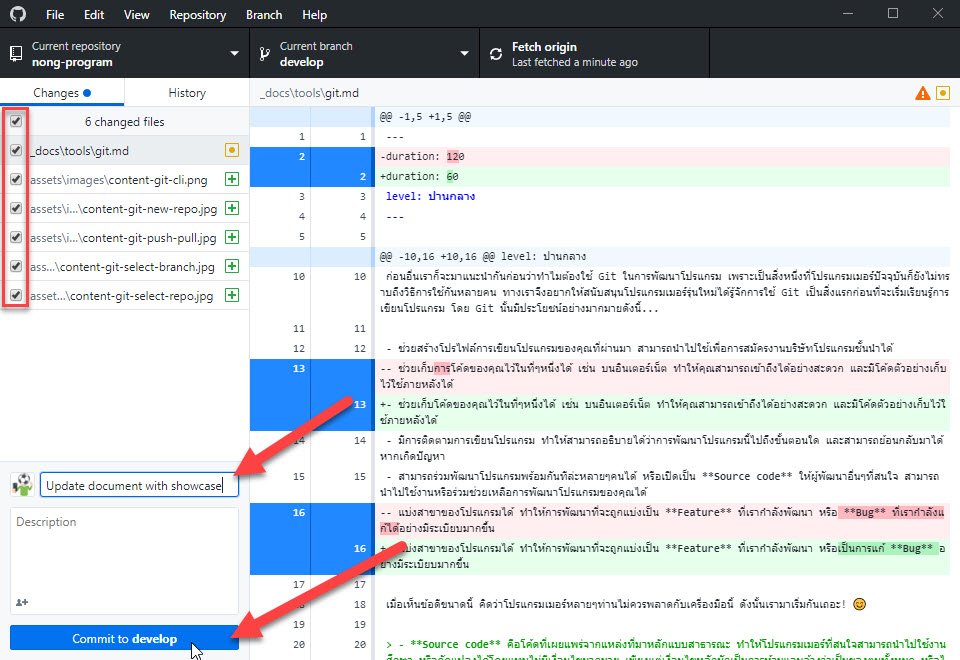 File Edit View Repository Branch Help
Current repository
nong-program
Current branch
develop
Fetch origin
Last fetched a minute ago
Changes
History
6 changed files
_docs\tools\git.md
assets\images\content-git-cli.png
assets\i...\content-git-new-repo.jpg
assets\i...\content-git-push-pull.jpg
ass...\content-git-select-branch.jpg
asset...\content-git-select-repo.jpg
Update document with showcase
Description
Commit to develop
_docs\tools\git.md
@@ -1,5 +1,5 @@
1 1 ---
2 -duration: 120
2 +duration: 60
3 3 level: ปานกลาง
4 4 ---
5 5
@@ -10,16 +10,16 @@ level: ปานกลาง
10 10 ก่อนอื่นเราก็จะมาแนะนำกันก่อนว่าทำไมต้องใช้ Git ในการพัฒนาโปรแกรม เพราะเป็นสิ่งหนึ่งที่โปรแกรมเมอร์ปัจจุบันก็ยังไม่ทร
าบถึงวิธีการใช้กันหลายคน ทางเราจึงอยากให้สนับสนุนโปรแกรมเมอร์รุ่นใหม่ได้รู้จักการใช้ Git เป็นสิ่งแรกก่อนที่จะเริ่มเรียนรู้การ
เขียนโปรแกรม โดย Git นั้นมีประโยชน์อย่างมากมายดังนี้...
11 11
12 12 - ช่วยสร้างโปรไฟล์การเขียนโปรแกรมของคุณที่ผ่านมา สามารถนำไปใช้เพื่อการสมัครงานบริษัทโปรแกรมชั้นนำได้
13 -- ช่วยเก็บการโค้ดของคุณไว้ในที่ๆหนึ่งได้ เช่น บนอินเตอร์เน็ต ทำให้คุณสามารถเข้าถึงได้อย่างสะดวก และมีโค้ดตัวอย่างเก็บ
ไว้ใช้ภายหลังได้
13 +- ช่วยเก็บโค้ดของคุณไว้ในที่ๆหนึ่งได้ เช่น บนอินเตอร์เน็ต ทำให้คุณสามารถเข้าถึงได้อย่างสะดวก และมีโค้ดตัวอย่างเก็บไว้ใ
ช้ภายหลังได้
14 14 - มีการติดตามการเขียนโปรแกรม ทำให้สามารถอธิบายได้ว่าการพัฒนาโปรแกรมนี้ไปถึงขั้นตอนใด และสามารถย้อนกลับมาได้
หากเกิดปัญหา
15 15 - สามารถร่วมพัฒนาโปรแกรมพร้อมกันทีล่ะหลายๆคนได้ หรือเปิดเป็น **Source code** ให้ผู้พัฒนาอื่นๆที่สนใจ สามารถ
นำไปใช้งานหรือร่วมช่วยเหลือการพัฒนาโปรแกรมของคุณได้
16 -- แบ่งสาขาของโปรแกรมได้ ทำให้การพัฒนาที่จะถูกแบ่งเป็น **Feature** ที่เรากำลังพัฒนา หรือ **Bug** ที่เรากำลังแ
ก้ได้อย่างมีระเบียบมากขึ้น
16 +- แบ่งสาขาของโปรแกรมได้ ทำให้การพัฒนาที่จะถูกแบ่งเป็น **Feature** ที่เรากำลังพัฒนา หรือเป็นการแก้ **Bug** อ
ย่างมีระเบียบมากขึ้น
17 17
18 18 เมื่อเห็นข้อดีขนาดนี้ คิดว่าโปรแกรมเมอร์หลายๆท่านไม่ควรพลาดกับเครื่องมือนี้ ดังนั้นเรามาเริ่มกันเถอะ! 😊
19 19
20 20 > - **Source code** คือโค้ดที่เผยแพร่จากแหล่งที่มาหลักแบบสาธารณะ ทำให้โปรแกรมเมอร์ที่สนใจสามารถนำไปใช้งาน